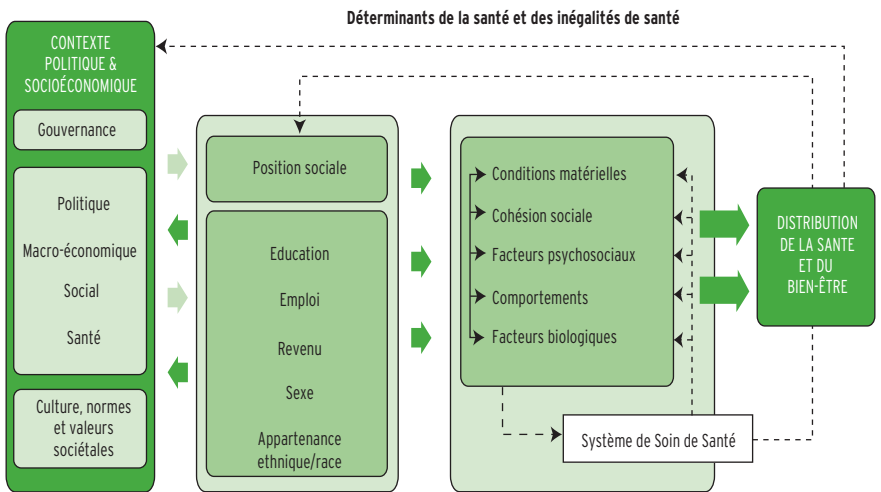 Déterminants de la santé et des inégalités de santé
CONTEXTE
POLITIQUE &
SOCIOÉCONOMIQUE
Gouvernance
Politique
Macro-économique
Social
Santé
Culture, normes
et valeurs
sociétales
Position sociale
Education
Emploi
Revenu
Sexe
Appartenance
ethnique/race
Conditions matérielles
Cohésion sociale
Facteurs psychosociaux
Comportements
Facteurs biologiques
Système de Soin de Santé
DISTRIBUTION
DE LA SANTE
ET DU
BIEN-ÊTRE